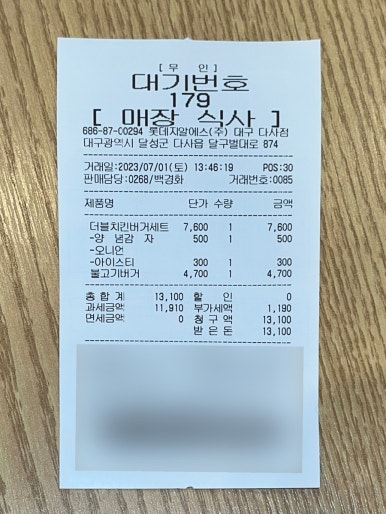 [ 무 인 ]
대기번호
179
[ 매장 식사 ]
686-87-00294 롯데지알에스(주) 대구 다사점
대구광역시 달성군 다사읍 달구벌대로 874
거래일:2023/07/01(토) 13:46:19 POS:30
판매담당:0268/백경화 거래번호:0085
제품명 단가 수량 금액
더블치킨버거세트 7,600 1 7,600
-양 념감 자 500 1 500
-오니언
-아이스티 300 1 300
불고기버거 4,700 1 4,700
총 합 계 13,100 할 인 0
과세금액 11,910 부가세액 1,190
면세금액 0 청 구 액 13,100
받 은 돈 13,100